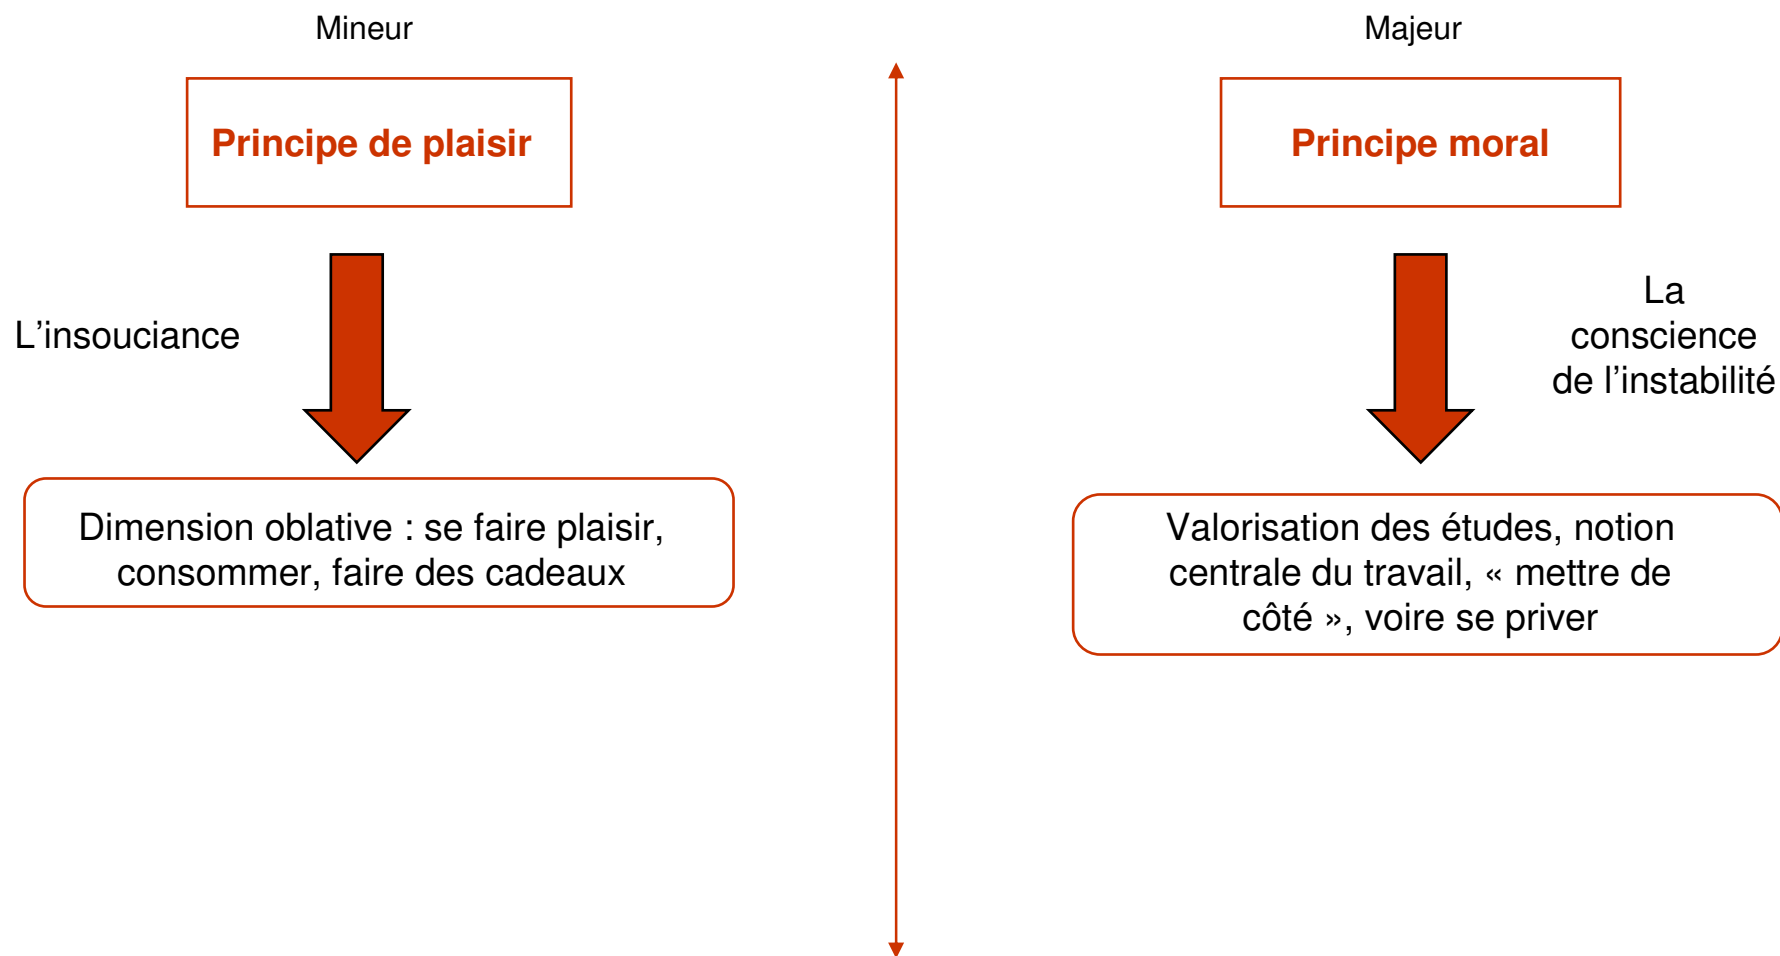 Mineur
Principe de plaisir
L’insouciance
Dimension oblative : se faire plaisir,
consommer, faire des cadeaux
Majeur
Principe moral
La
conscience
de l’instabilité
Valorisation des études, notion
centrale du travail, « mettre de
côté », voire se priver